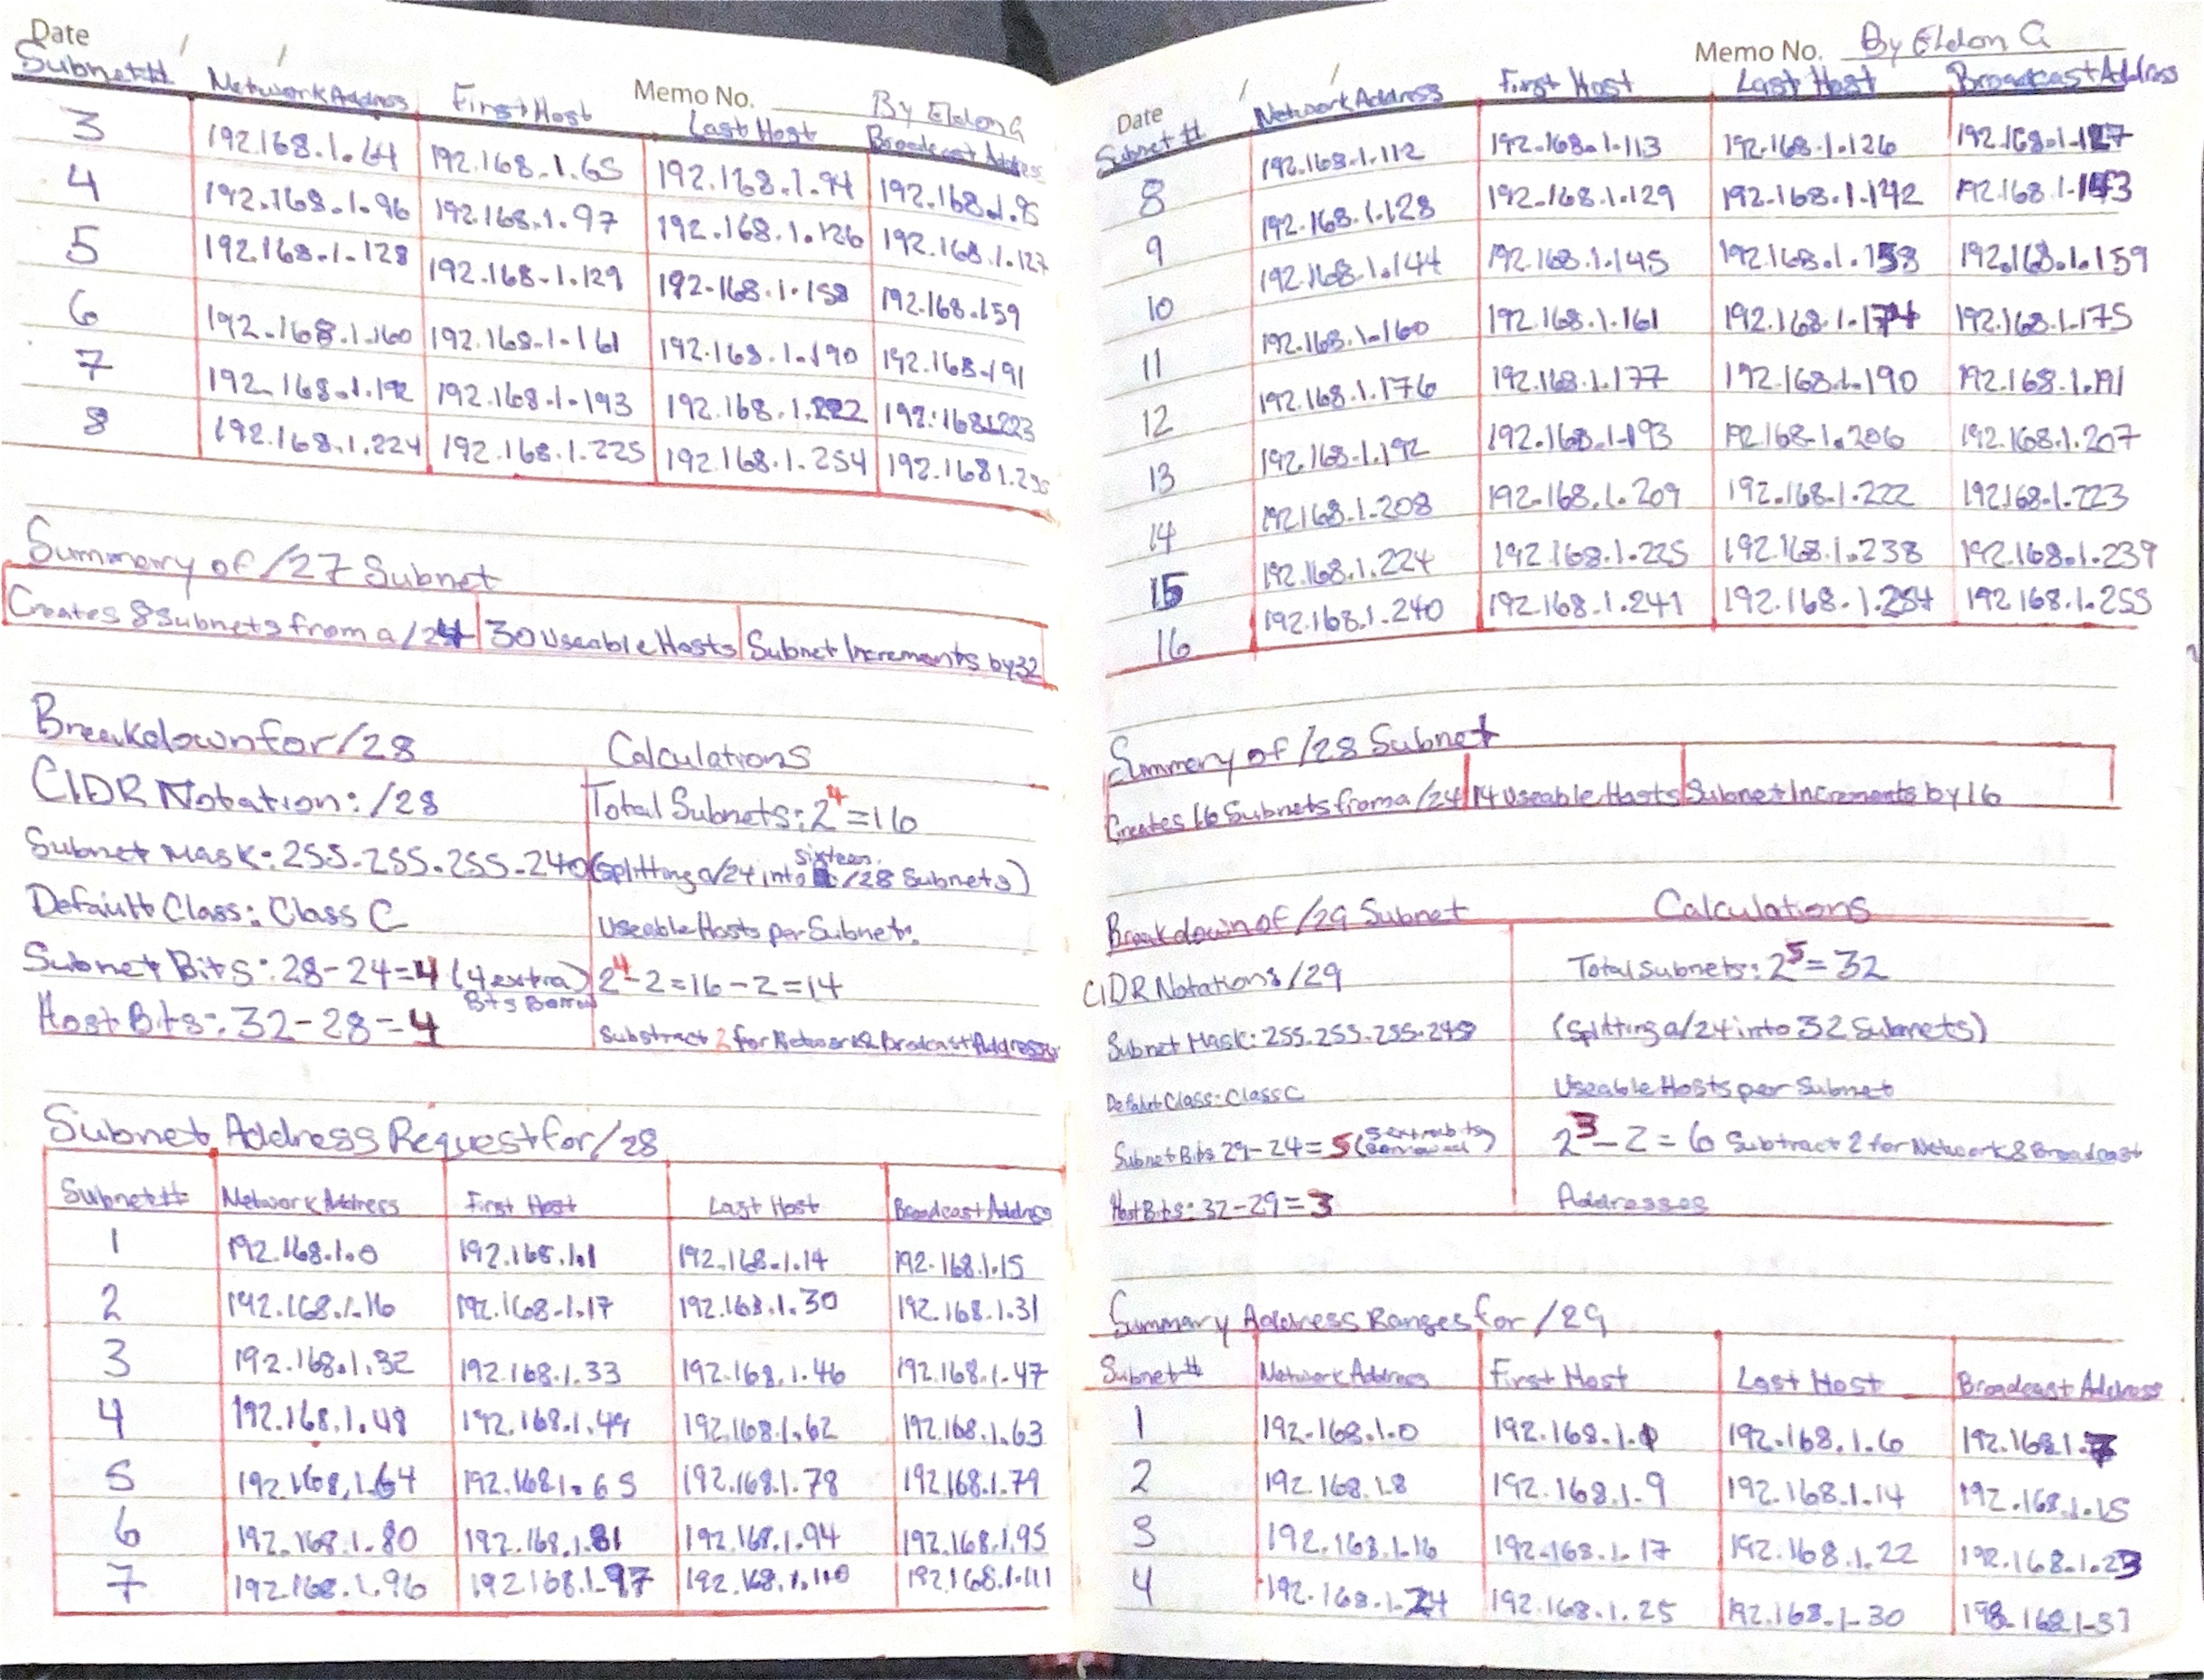 Date / /
Memo No. By Eldon G
Subnet# Network Address First Host Last Host Broadcast Address
3 192.168.1.64 192.168.1.65 192.168.1.94 192.168.1.95
4 192.168.1.96 192.168.1.97 192.168.1.126 192.168.1.127
5 192.168.1.128 192.168.1.129 192.168.1.158 192.168.159
6 192.168.1.160 192.168.1.161 192.168.1.190 192.168.191
7 192.168.1.192 192.168.1.193 192.168.1.222 192.168.1.223
8 192.168.1.224 192.168.1.225 192.168.1.254 192.168 1.255
Summary of /27 Subnet
Creates 8 Subnets from a /24 30 Useable Hosts Subnet Increments by 32
Breakdown for /28 Calculations
CIDR Notation: /28 Total Subnets: 2^4 = 16
Subnet Mask: 255.255.255.240 (Splitting a /24 into sixteen /28 Subnets)
Default Class: Class C Useable Hosts per Subnet:
Subnet Bits: 28-24=4 (4 extra) 2^4-2=16-2=14
Host Bits: 32-28=4 Substract 2 for Network & Brodcast Addresses
Subnet Address Request for /28
Subnet# Network Address First Host Last Host Broadcast Address
1 192.168.1.0 192.168.1.1 192.168.1.14 192.168.1.15
2 192.168.1.16 192.168.1.17 192.168.1.30 192.168.1.31
3 192.168.1.32 192.168.1.33 192.168.1.46 192.168.1.47
4 192.168.1.48 192.168.1.49 192.168.1.62 192.168.1.63
5 192.168.1.64 192.168.1.65 192.168.1.78 192.168.1.79
6 192.168.1.80 192.168.1.81 192.168.1.94 192.168.1.95
7 192.168.1.96 192.168.1.97 192.168.1.110 192.168.1.111
Memo No. By Eldon G
Date / /
Subnet # Network Address First Host Last Host Broadcast Address
8 192.168.1.112 192.168.1.113 192.168.1.126 192.168.1.127
9 192.168.1.128 192.168.1.129 192.168.1.142 192.168.1.143
10 192.168.1.144 192.168.1.145 192.168.1.158 192.168.1.159
11 192.168.1.160 192.168.1.161 192.168.1.174 192.168.1.175
12 192.168.1.176 192.168.1.177 192.168.1.190 192.168.1.191
13 192.168.1.192 192.168.1.193 192.168.1.206 192.168.1.207
14 192.168.1.208 192.168.1.209 192.168.1.222 192.168.1.223
15 192.168.1.224 192.168.1.225 192.168.1.238 192.168.1.239
16 192.168.1.240 192.168.1.241 192.168.1.254 192.168.1.255
Summery of /28 Subnet
Creates 16 Subnets from a /24 14 Useable Hosts Subnet Increments by 16
Breakdown of /29 Subnet Calculations
CIDR Notation: /29 Total Subnets: 2^5 = 32
Subnet Mask: 255.255.255.248 (Splitting a /24 into 32 Subnets)
Default Class: Class C Useable Hosts per Subnet
Subnet Bits 29-24=5 (5 extra bits borrowed) 2^3-2=6 Subtract 2 for Network & Broadcast
Host Bits: 32-29=3 Addresses
Summary Address Ranges for /29
Subnet# Network Address First Host Last Host Broadcast Address
1 192.168.1.0 192.168.1.1 192.168.1.6 192.168.1.7
2 192.168.1.8 192.168.1.9 192.168.1.14 192.168.1.15
3 192.168.1.16 192.168.1.17 192.168.1.22 192.168.1.23
4 192.168.1.24 192.168.1.25 192.168.1.30 198.168.1.31